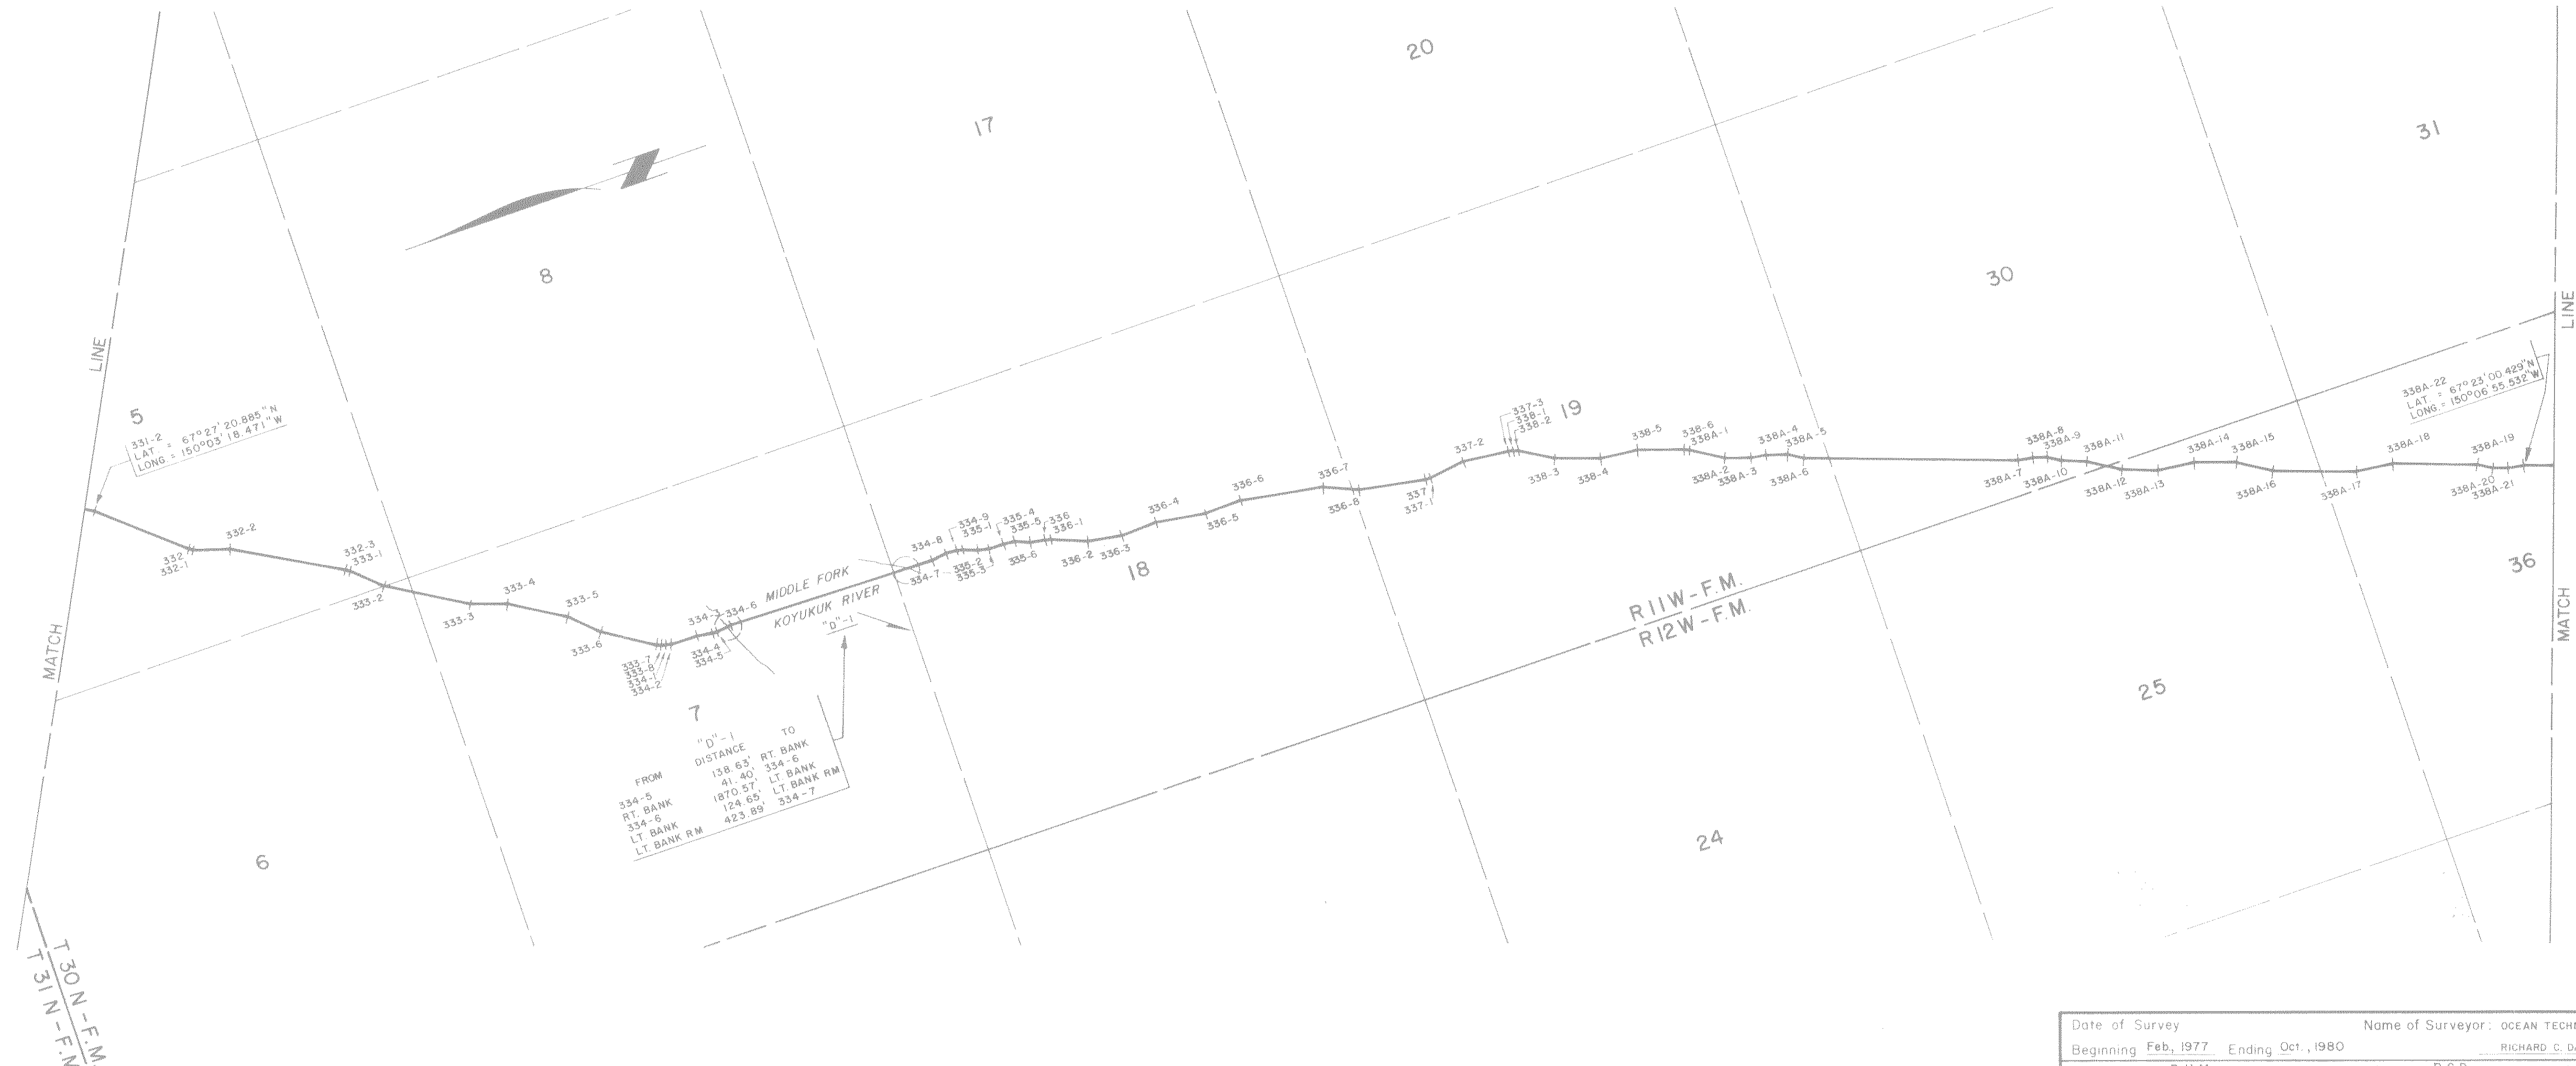 20
17
31
8
30
LINE
LINE
5
331-2
LAT. = 67°27'20.885"N
LONG. = 150°03'18.471"W
338A-22
LAT. = 67°23'00.429"N
LONG. = 150°06'55.532"W
332
332-1
332-2
332-3
333-1
333-2
333-3
333-4
333-5
333-6
333-7
333-8
334-1
334-2
334-3
334-4
334-5
334-6
MIDDLE FORK
KOYUKUK RIVER
"D"-1
334-7
334-8
334-9
335-1
335-2
335-3
335-4
335-5
335-6
336
336-1
336-2
336-3
336-4
336-5
336-6
336-7
336-8
337
337-1
337-2
337-3
338-1
338-2
19
338-3
338-4
338-5
338-6
338A-1
338A-2
338A-3
338A-4
338A-5
338A-6
338A-7
338A-8
338A-9
338A-10
338A-11
338A-12
338A-13
338A-14
338A-15
338A-16
338A-17
338A-18
338A-19
338A-20
338A-21
18
36
MATCH
MATCH
R11W-F.M.
R12W-F.M.
25
7
"D"-1
FROM DISTANCE TO
334-5 138.63' RT. BANK
RT. BANK 41.40' 334-6
334-6 1870.57' LT. BANK
LT. BANK 124.65' LT. BANK RM
LT. BANK RM 423.89' 334-7
24
6
T 30N-F.M.
T 31N-F.M
Date of Survey Name of Surveyor: OCEAN TECHN
Beginning Feb., 1977 Ending Oct., 1980 RICHARD C. DA